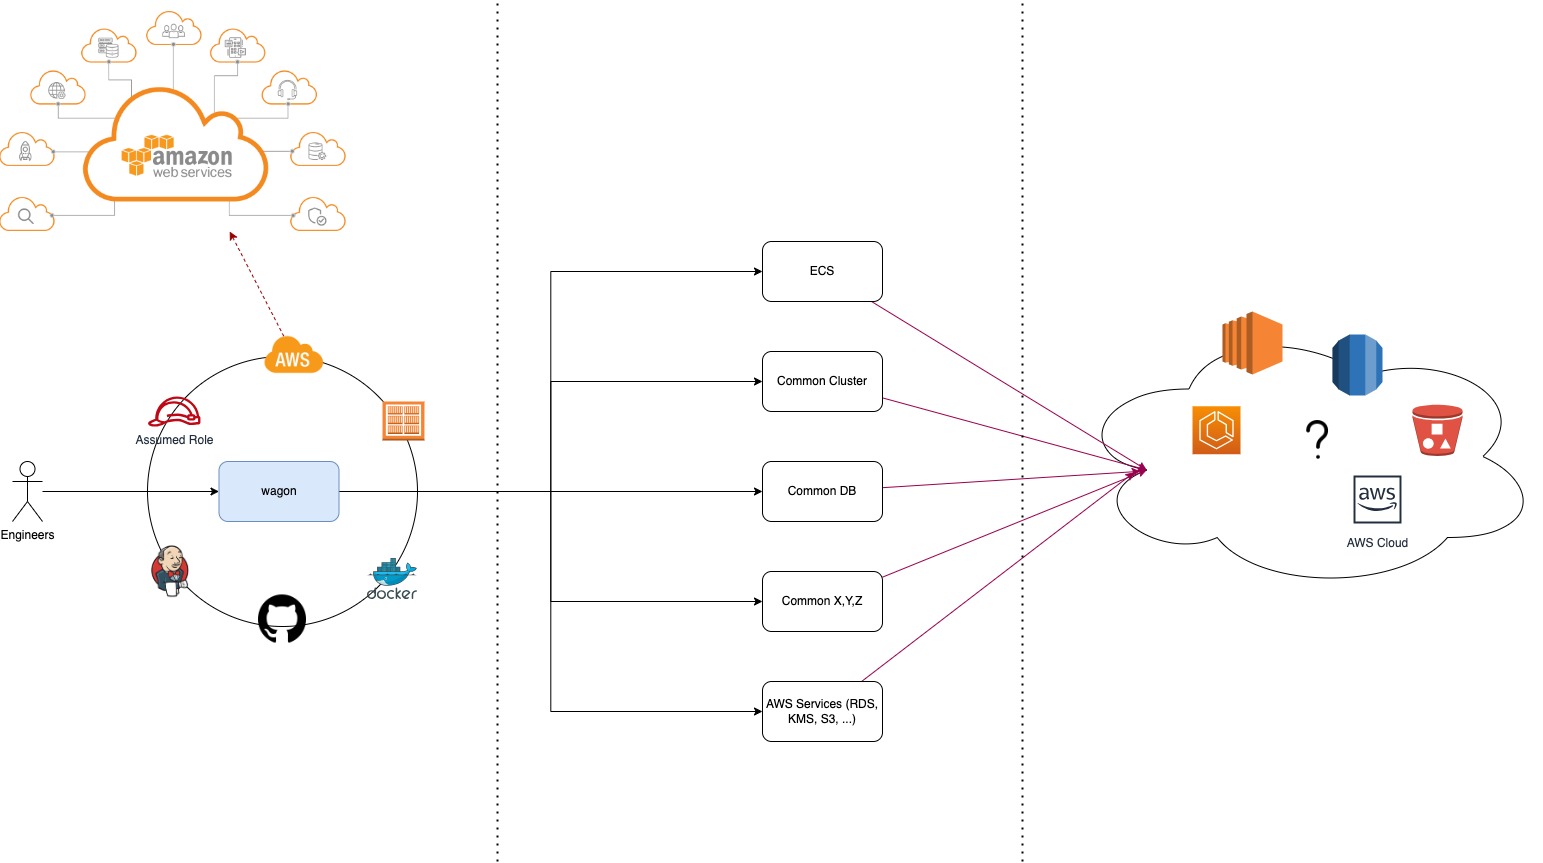 amazon
web services
AWS
Assumed Role
wagon
Engineers
docker
ECS
Common Cluster
Common DB
Common X,Y,Z
AWS Services (RDS,
KMS, S3, ...)
?
aws
AWS Cloud